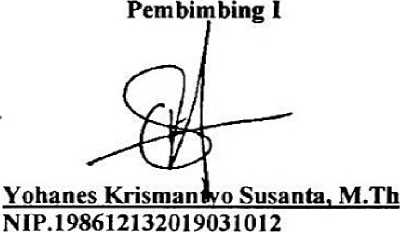 Pembimbing I
Yohanes Krismantyo Susanta, M.Th
NIP.198612132019031012